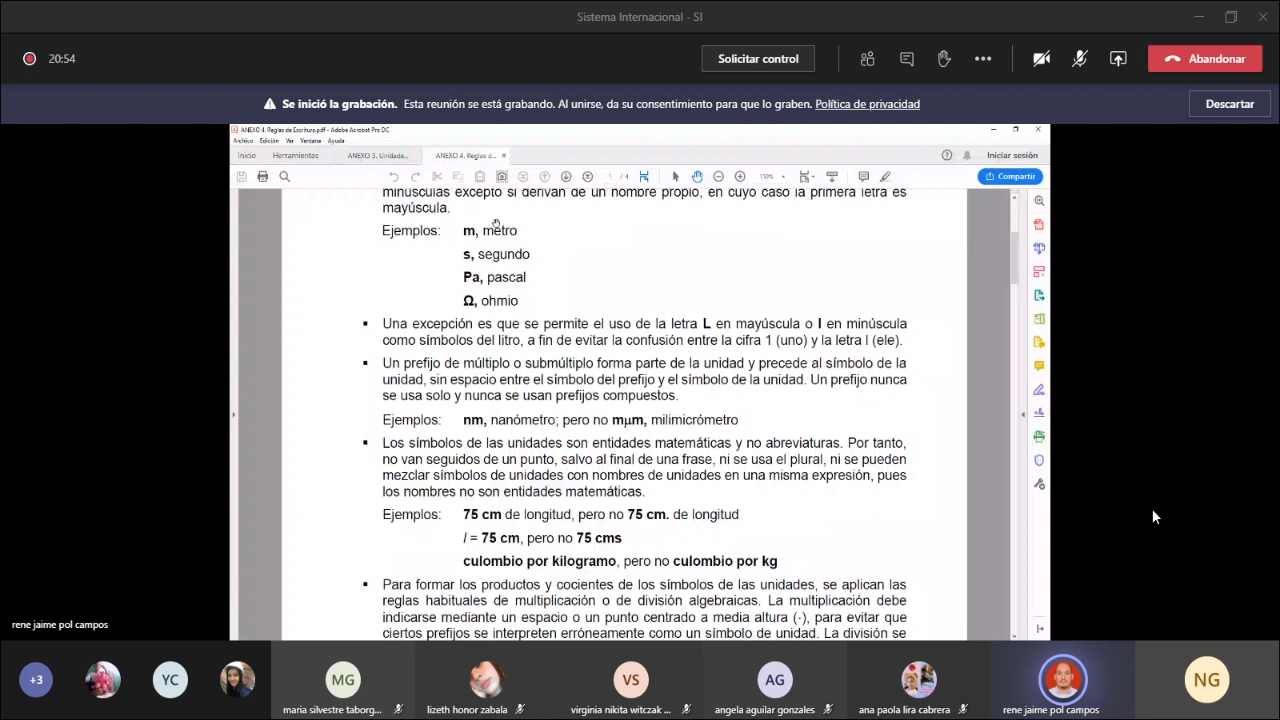 Sistema Internacional - SI
20:54
Solicitar control
Abandonar
Se inició la grabación. Esta reunión se está grabando. Al unirse, da su consentimiento para que lo graben. Política de privacidad
Descartar
ANEXO 4. Reglas de Escritura.pdf - Adobe Acrobat Pro DC
Archivo Edición Ver Ventana Ayuda
Inicio Herramientas ANEXO 3. Unidade... ANEXO 4. Reglas d... × Iniciar sesión
1 / 4 150% Compartir
minúsculas excepto si derivan de un nombre propio, en cuyo caso la primera letra es
mayúscula.
Ejemplos: m, metro
s, segundo
Pa, pascal
Ω, ohmio
▪ Una excepción es que se permite el uso de la letra L en mayúscula o l en minúscula
como símbolos del litro, a fin de evitar la confusión entre la cifra 1 (uno) y la letra l (ele).
▪ Un prefijo de múltiplo o submúltiplo forma parte de la unidad y precede al símbolo de la
unidad, sin espacio entre el símbolo del prefijo y el símbolo de la unidad. Un prefijo nunca
se usa solo y nunca se usan prefijos compuestos.
Ejemplos: nm, nanómetro; pero no mμm, milimicrómetro
▪ Los símbolos de las unidades son entidades matemáticas y no abreviaturas. Por tanto,
no van seguidos de un punto, salvo al final de una frase, ni se usa el plural, ni se pueden
mezclar símbolos de unidades con nombres de unidades en una misma expresión, pues
los nombres no son entidades matemáticas.
Ejemplos: 75 cm de longitud, pero no 75 cm. de longitud
l = 75 cm, pero no 75 cms
culombio por kilogramo, pero no culombio por kg
▪ Para formar los productos y cocientes de los símbolos de las unidades, se aplican las
reglas habituales de multiplicación o de división algebraicas. La multiplicación debe
indicarse mediante un espacio o un punto centrado a media altura (·), para evitar que
ciertos prefijos se interpreten erróneamente como un símbolo de unidad. La división se
rene jaime pol campos
+3 YC MG VS AG NG
maria silvestre taborg... lizeth honor zabala virginia nikita witczak ... angela aguilar gonzales ana paola lira cabrera rene jaime pol campos